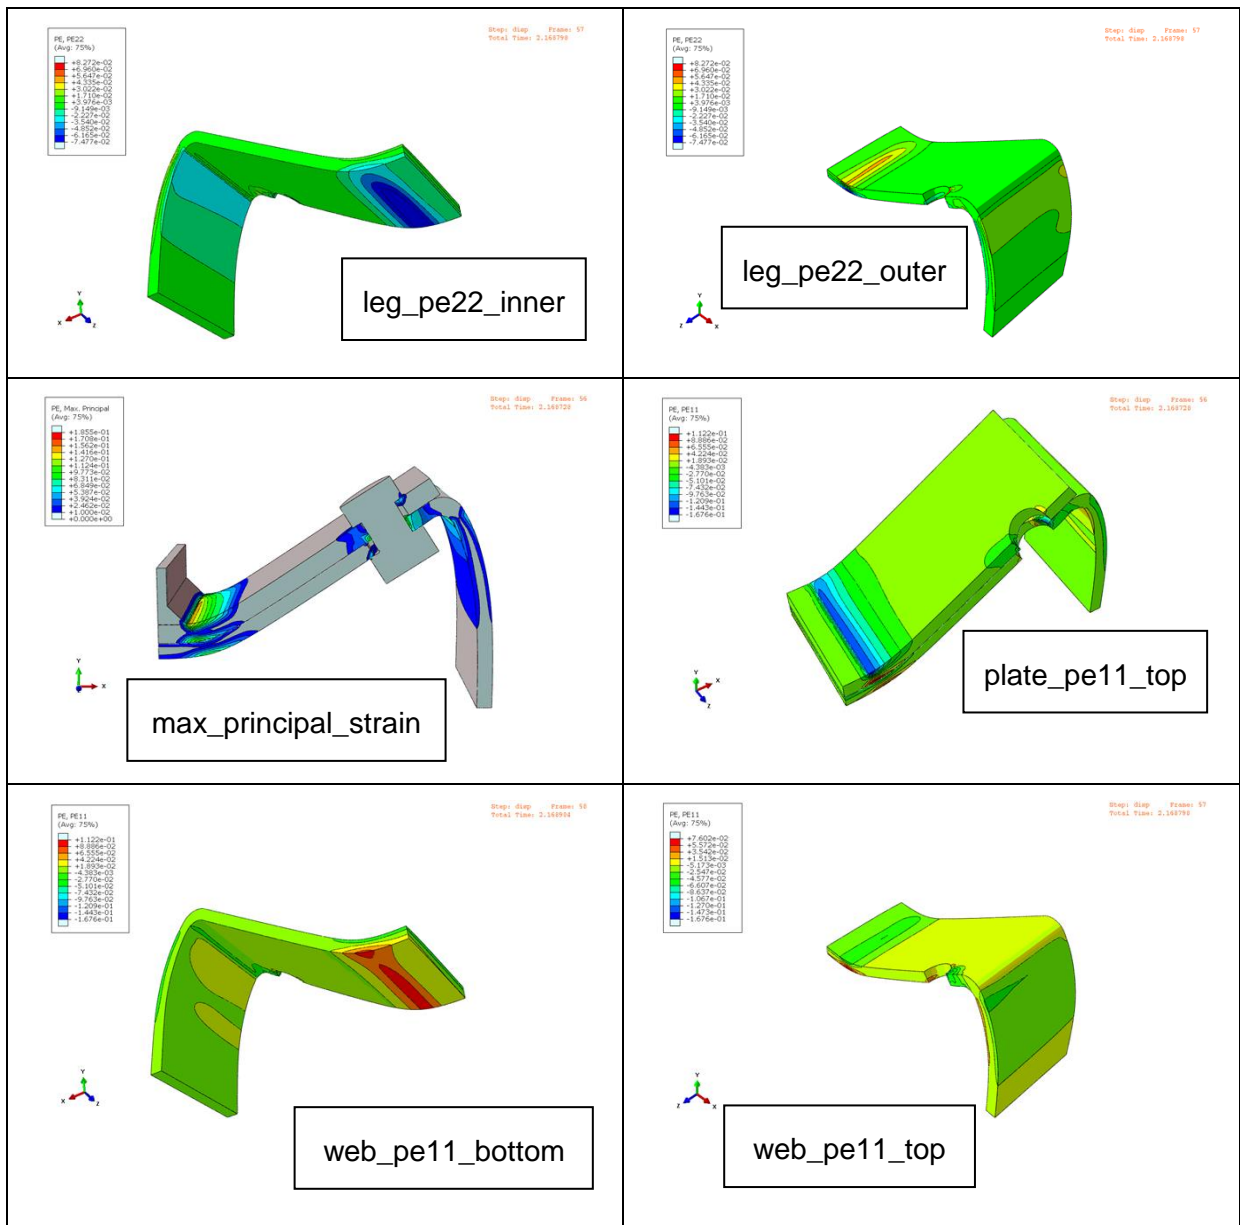 PE, PE22
(Avg: 75%)
+8.272e-02
+6.960e-02
+5.647e-02
+4.335e-02
+3.022e-02
+1.710e-02
+3.976e-03
-9.149e-03
-2.227e-02
-3.540e-02
-4.852e-02
-6.165e-02
-7.477e-02
Step: disp Frame: 57
Total Time: 2.168790
Y
X
Z
leg_pe22_inner
PE, PE22
(Avg: 75%)
+8.272e-02
+6.960e-02
+5.647e-02
+4.335e-02
+3.022e-02
+1.710e-02
+3.976e-03
-9.149e-03
-2.227e-02
-3.540e-02
-4.852e-02
-6.165e-02
-7.477e-02
Step: disp Frame: 57
Total Time: 2.168790
Y
Z
X
leg_pe22_outer
PE, Max. Principal
(Avg: 75%)
+1.855e-01
+1.708e-01
+1.562e-01
+1.416e-01
+1.270e-01
+1.124e-01
+9.773e-02
+8.311e-02
+6.849e-02
+5.387e-02
+3.924e-02
+2.462e-02
+1.000e-02
+0.000e+00
Step: disp Frame: 56
Total Time: 2.168720
Y
X
max_principal_strain
PE, PE11
(Avg: 75%)
+1.122e-01
+8.886e-02
+6.555e-02
+4.224e-02
+1.893e-02
-4.383e-03
-2.770e-02
-5.101e-02
-7.432e-02
-9.763e-02
-1.209e-01
-1.443e-01
-1.676e-01
Step: disp Frame: 56
Total Time: 2.168720
Y
X
Z
plate_pe11_top
PE, PE11
(Avg: 75%)
+1.122e-01
+8.886e-02
+6.555e-02
+4.224e-02
+1.893e-02
-4.383e-03
-2.770e-02
-5.101e-02
-7.432e-02
-9.763e-02
-1.209e-01
-1.443e-01
-1.676e-01
Step: disp Frame: 58
Total Time: 2.168904
Y
X
Z
web_pe11_bottom
PE, PE11
(Avg: 75%)
+7.602e-02
+5.572e-02
+3.542e-02
+1.513e-02
-5.173e-03
-2.547e-02
-4.577e-02
-6.607e-02
-8.637e-02
-1.067e-01
-1.270e-01
-1.473e-01
-1.676e-01
Step: disp Frame: 57
Total Time: 2.168790
Y
Z
X
web_pe11_top